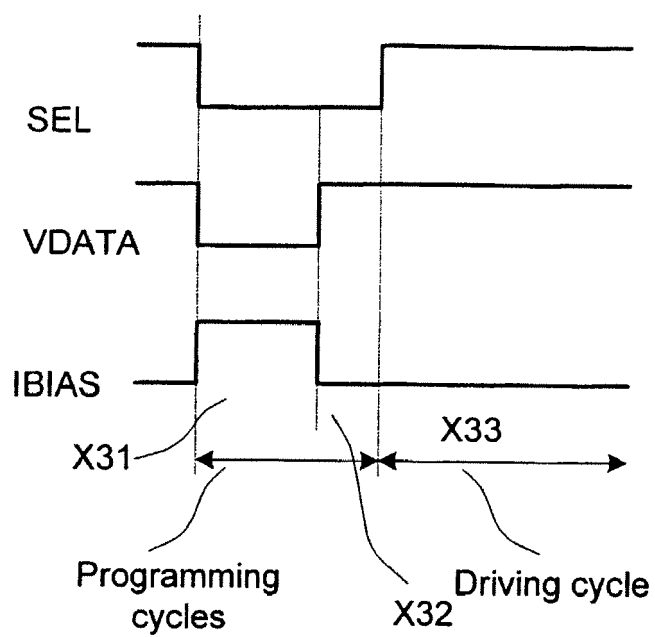 SEL
VDATA
IBIAS
X33
X31
Programming
cycles
X32
Driving cycle